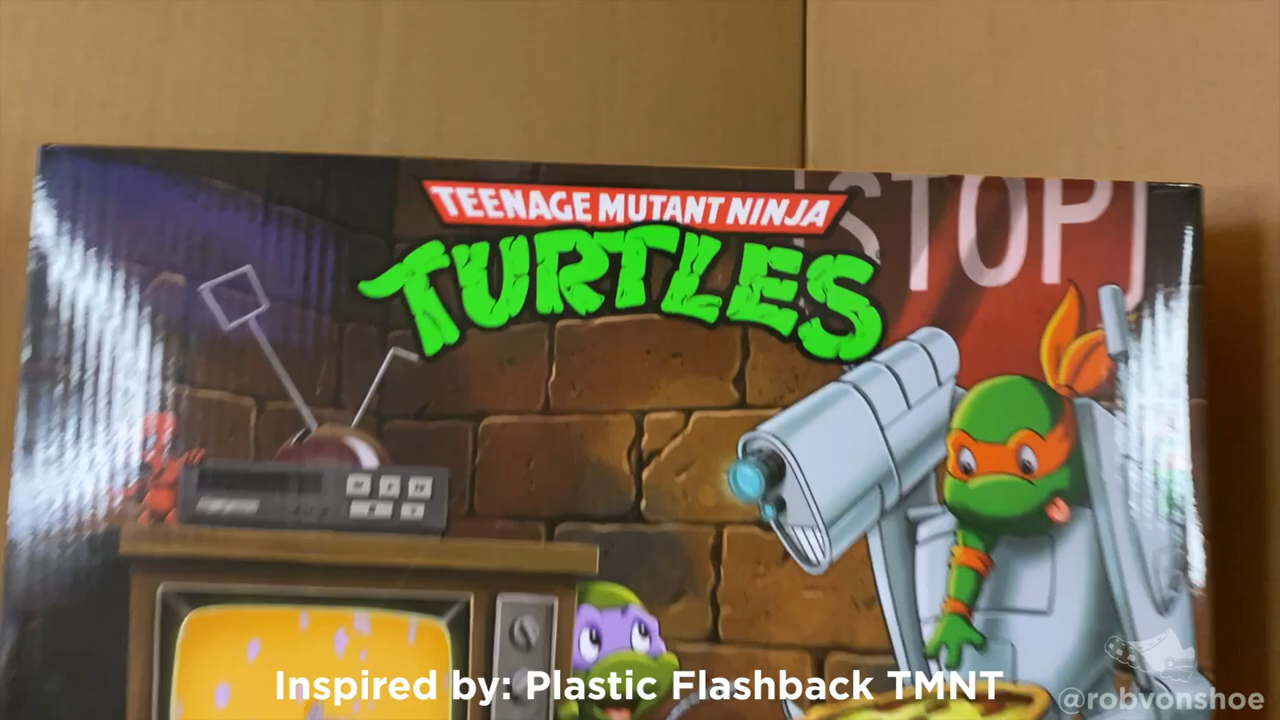 TEENAGE MUTANT NINJA
TURTLES
STOP
Inspired by: Plastic Flashback TMNT
@robvonshoe